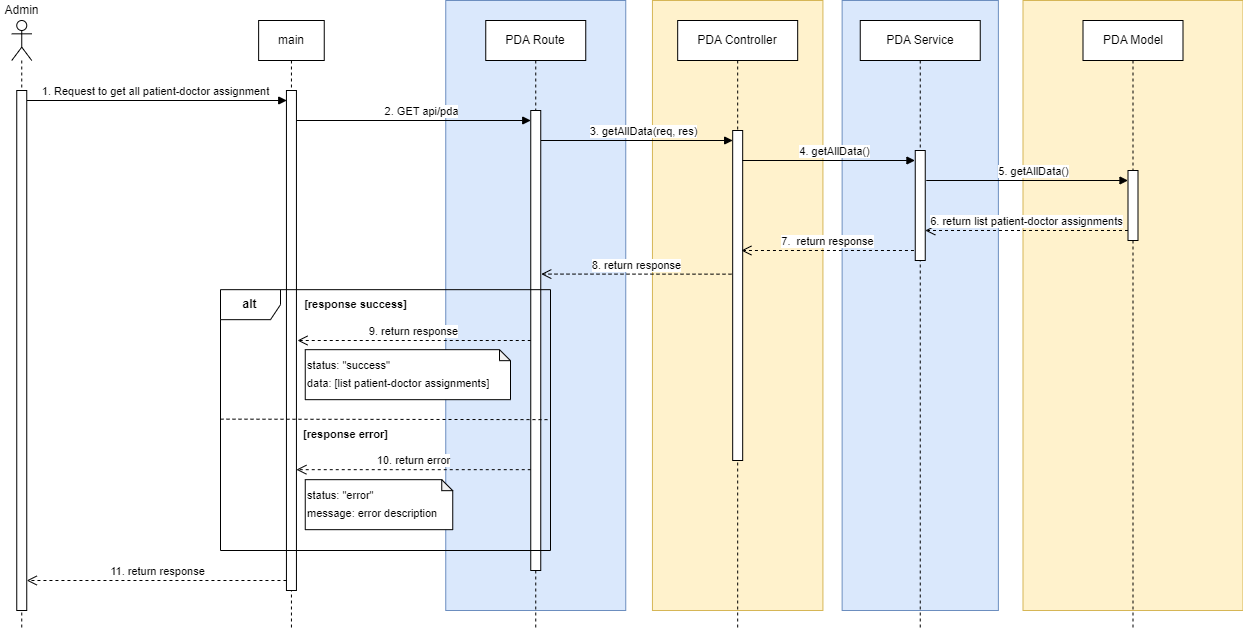 Admin
main
PDA Route
PDA Controller
PDA Service
PDA Model
1. Request to get all patient-doctor assignment
2. GET api/pda
3. getAllData(req, res)
4. getAllData()
5. getAllData()
6. return list patient-doctor assignments
7. return response
8. return response
alt
[response success]
9. return response
status: "success"
data: [list patient-doctor assignments]
[response error]
10. return error
status: "error"
message: error description
11. return response